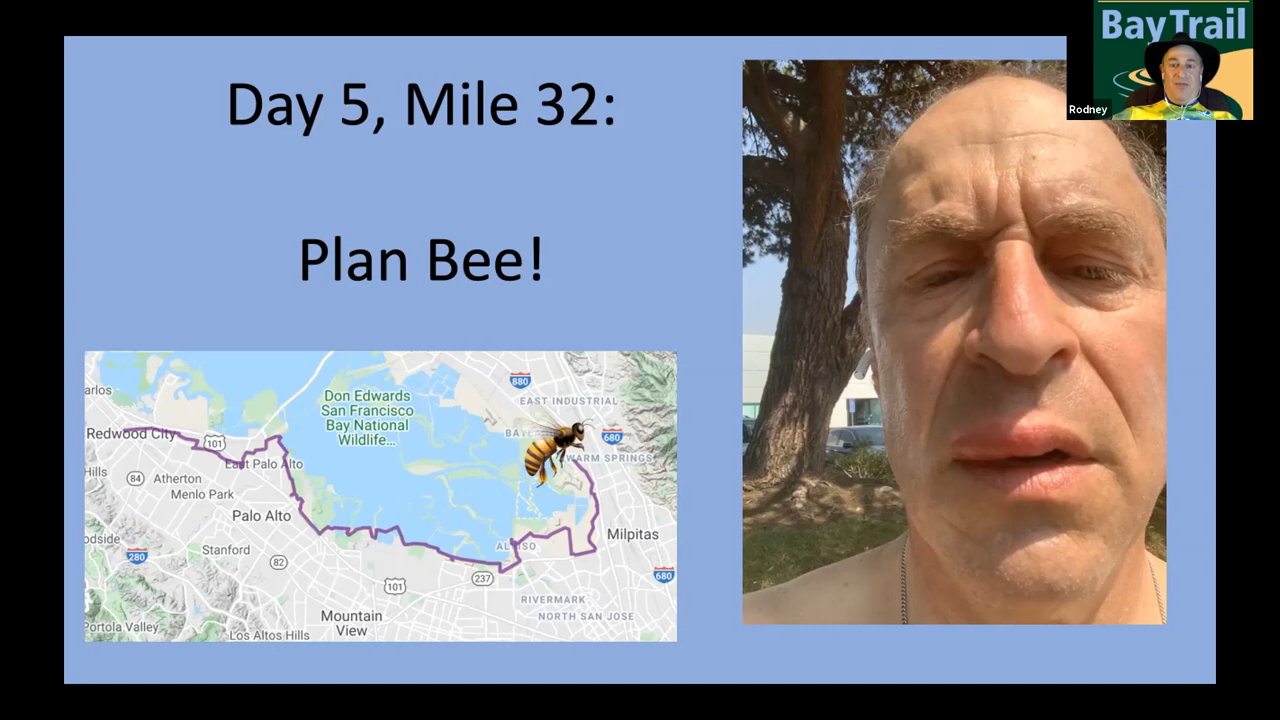 BayTrail
Rodney
Day 5, Mile 32:
Plan Bee!
Don Edwards
San Francisco
Bay National
Wildlife...
880
EAST INDUSTRIAL
arlos
Redwood City
101
680
WARM SPRINGS
East Palo Alto
Hills
84
Atherton
Menlo Park
Palo Alto
Milpitas
odside
280
Stanford
82
237
680
101
RIVERMARK
NORTH SAN JOSE
Mountain
View
Portola Valley
Los Altos Hills